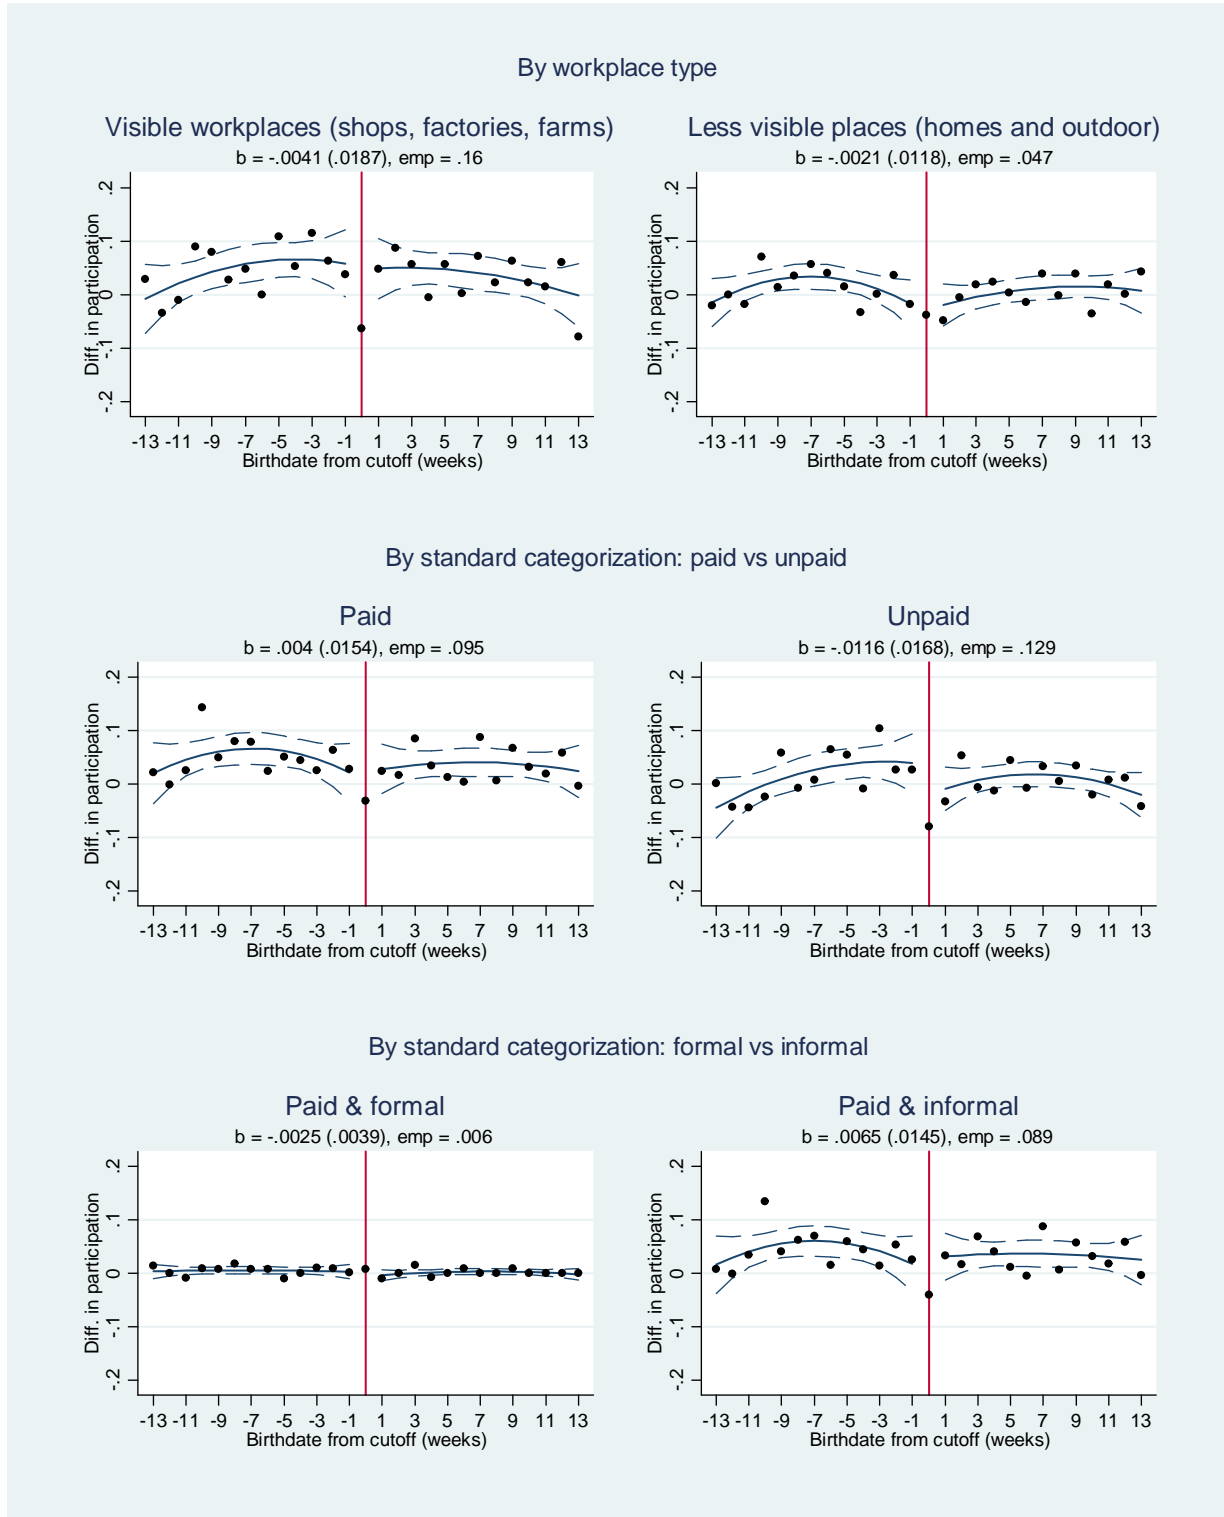 By workplace type
Visible workplaces (shops, factories, farms)
b = -.0041 (.0187), emp = .16
Diff. in participation
.2
.1
0
-.1
-.2
-13 -11 -9 -7 -5 -3 -1 1 3 5 7 9 11 13
Birthdate from cutoff (weeks)
Less visible places (homes and outdoor)
b = -.0021 (.0118), emp = .047
Diff. in participation
.2
.1
0
-.1
-.2
-13 -11 -9 -7 -5 -3 -1 1 3 5 7 9 11 13
Birthdate from cutoff (weeks)
By standard categorization: paid vs unpaid
Paid
b = .004 (.0154), emp = .095
Diff. in participation
.2
.1
0
-.1
-.2
-13 -11 -9 -7 -5 -3 -1 1 3 5 7 9 11 13
Birthdate from cutoff (weeks)
Unpaid
b = -.0116 (.0168), emp = .129
Diff. in participation
.2
.1
0
-.1
-.2
-13 -11 -9 -7 -5 -3 -1 1 3 5 7 9 11 13
Birthdate from cutoff (weeks)
By standard categorization: formal vs informal
Paid & formal
b = -.0025 (.0039), emp = .006
Diff. in participation
.2
.1
0
-.1
-.2
-13 -11 -9 -7 -5 -3 -1 1 3 5 7 9 11 13
Birthdate from cutoff (weeks)
Paid & informal
b = .0065 (.0145), emp = .089
Diff. in participation
.2
.1
0
-.1
-.2
-13 -11 -9 -7 -5 -3 -1 1 3 5 7 9 11 13
Birthdate from cutoff (weeks)